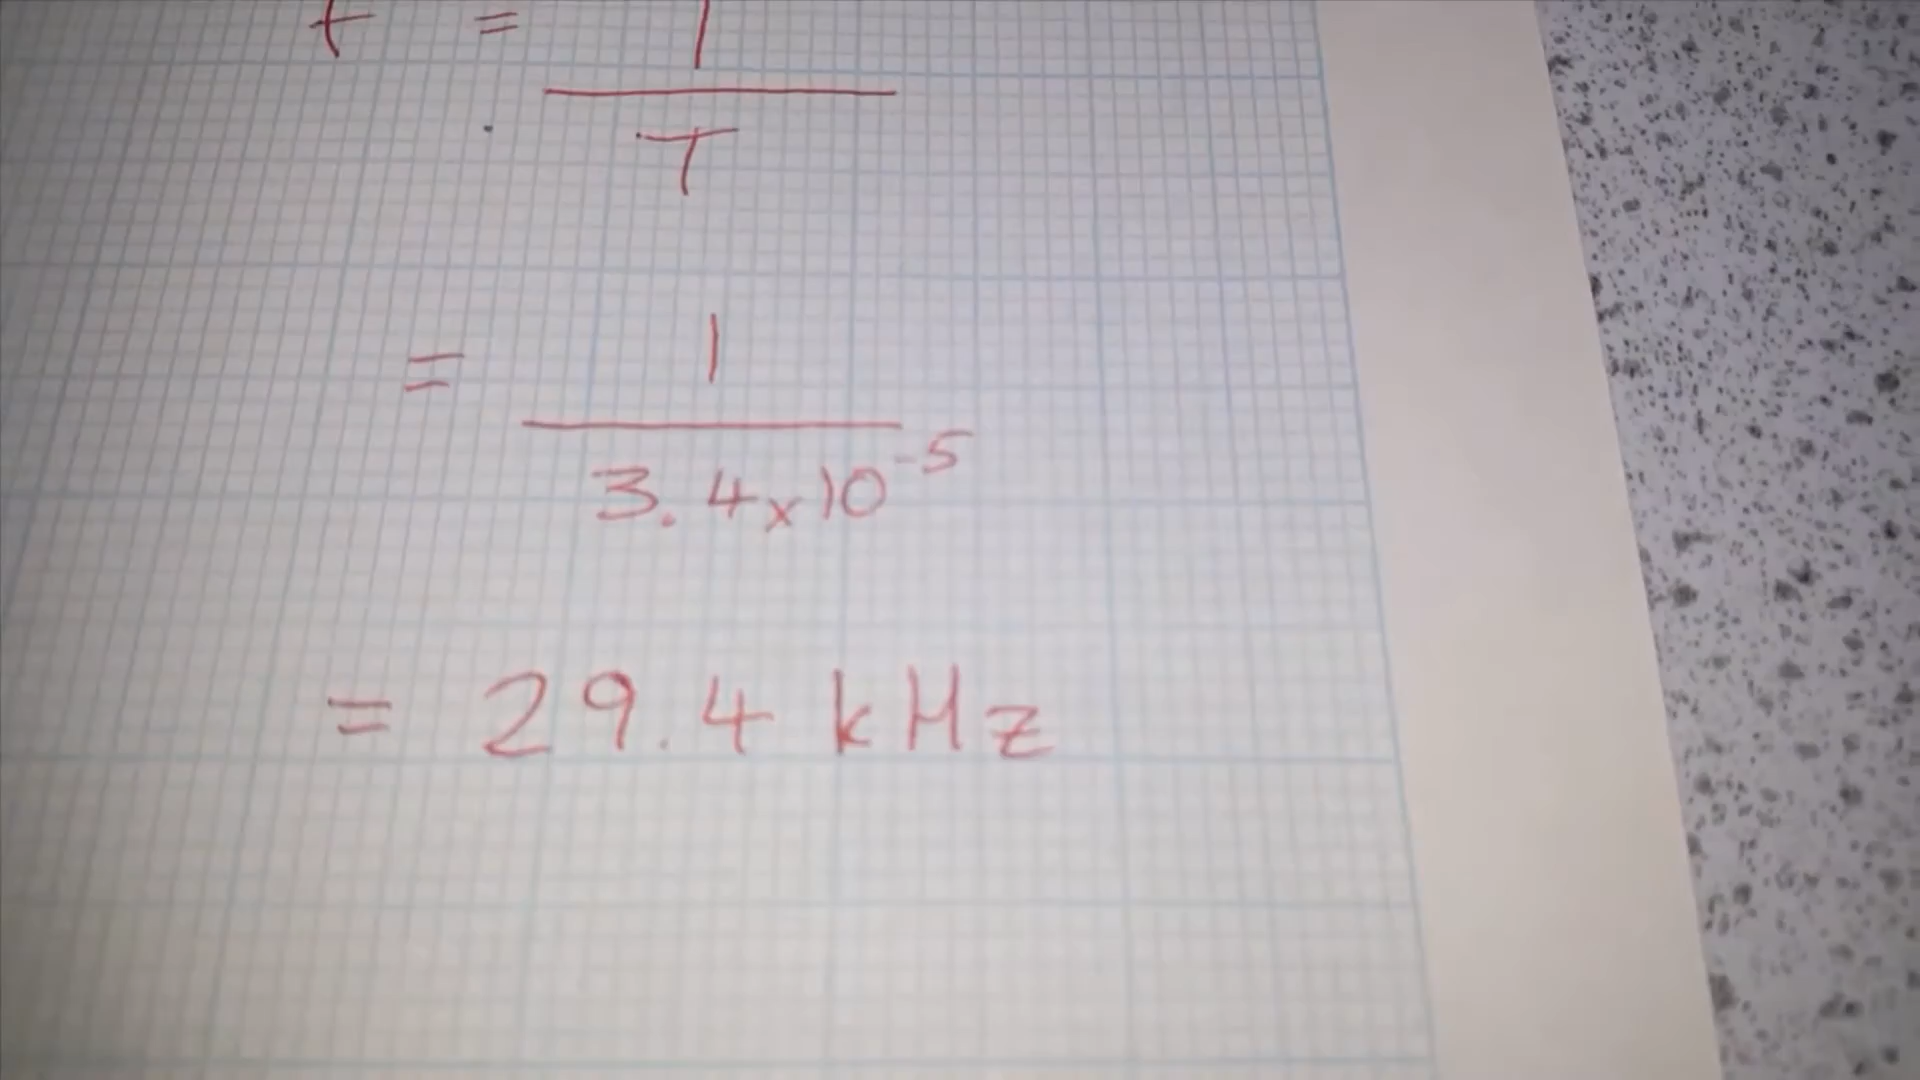 f = 1
T
= 1
3.4x10^-5
= 29.4 kHz